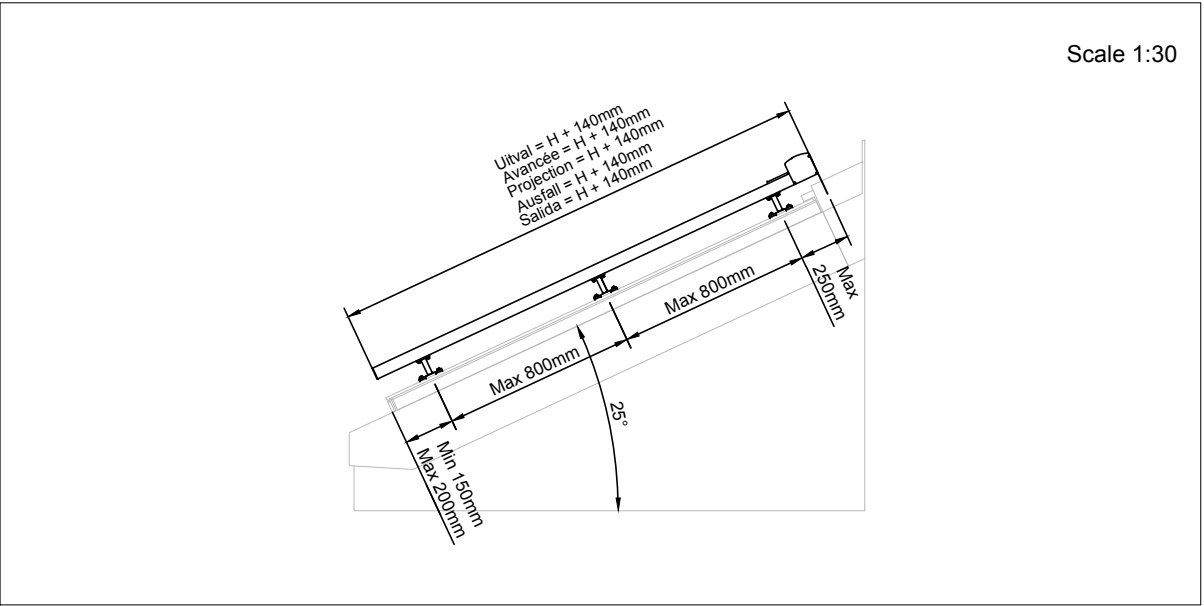 Scale 1:30
Uitval = H + 140mm
Avancée = H + 140mm
Projection = H + 140mm
Ausfall = H + 140mm
Salida = H + 140mm
Max
250mm
Max 800mm
Max 800mm
25°
Min 150mm
Max 200mm